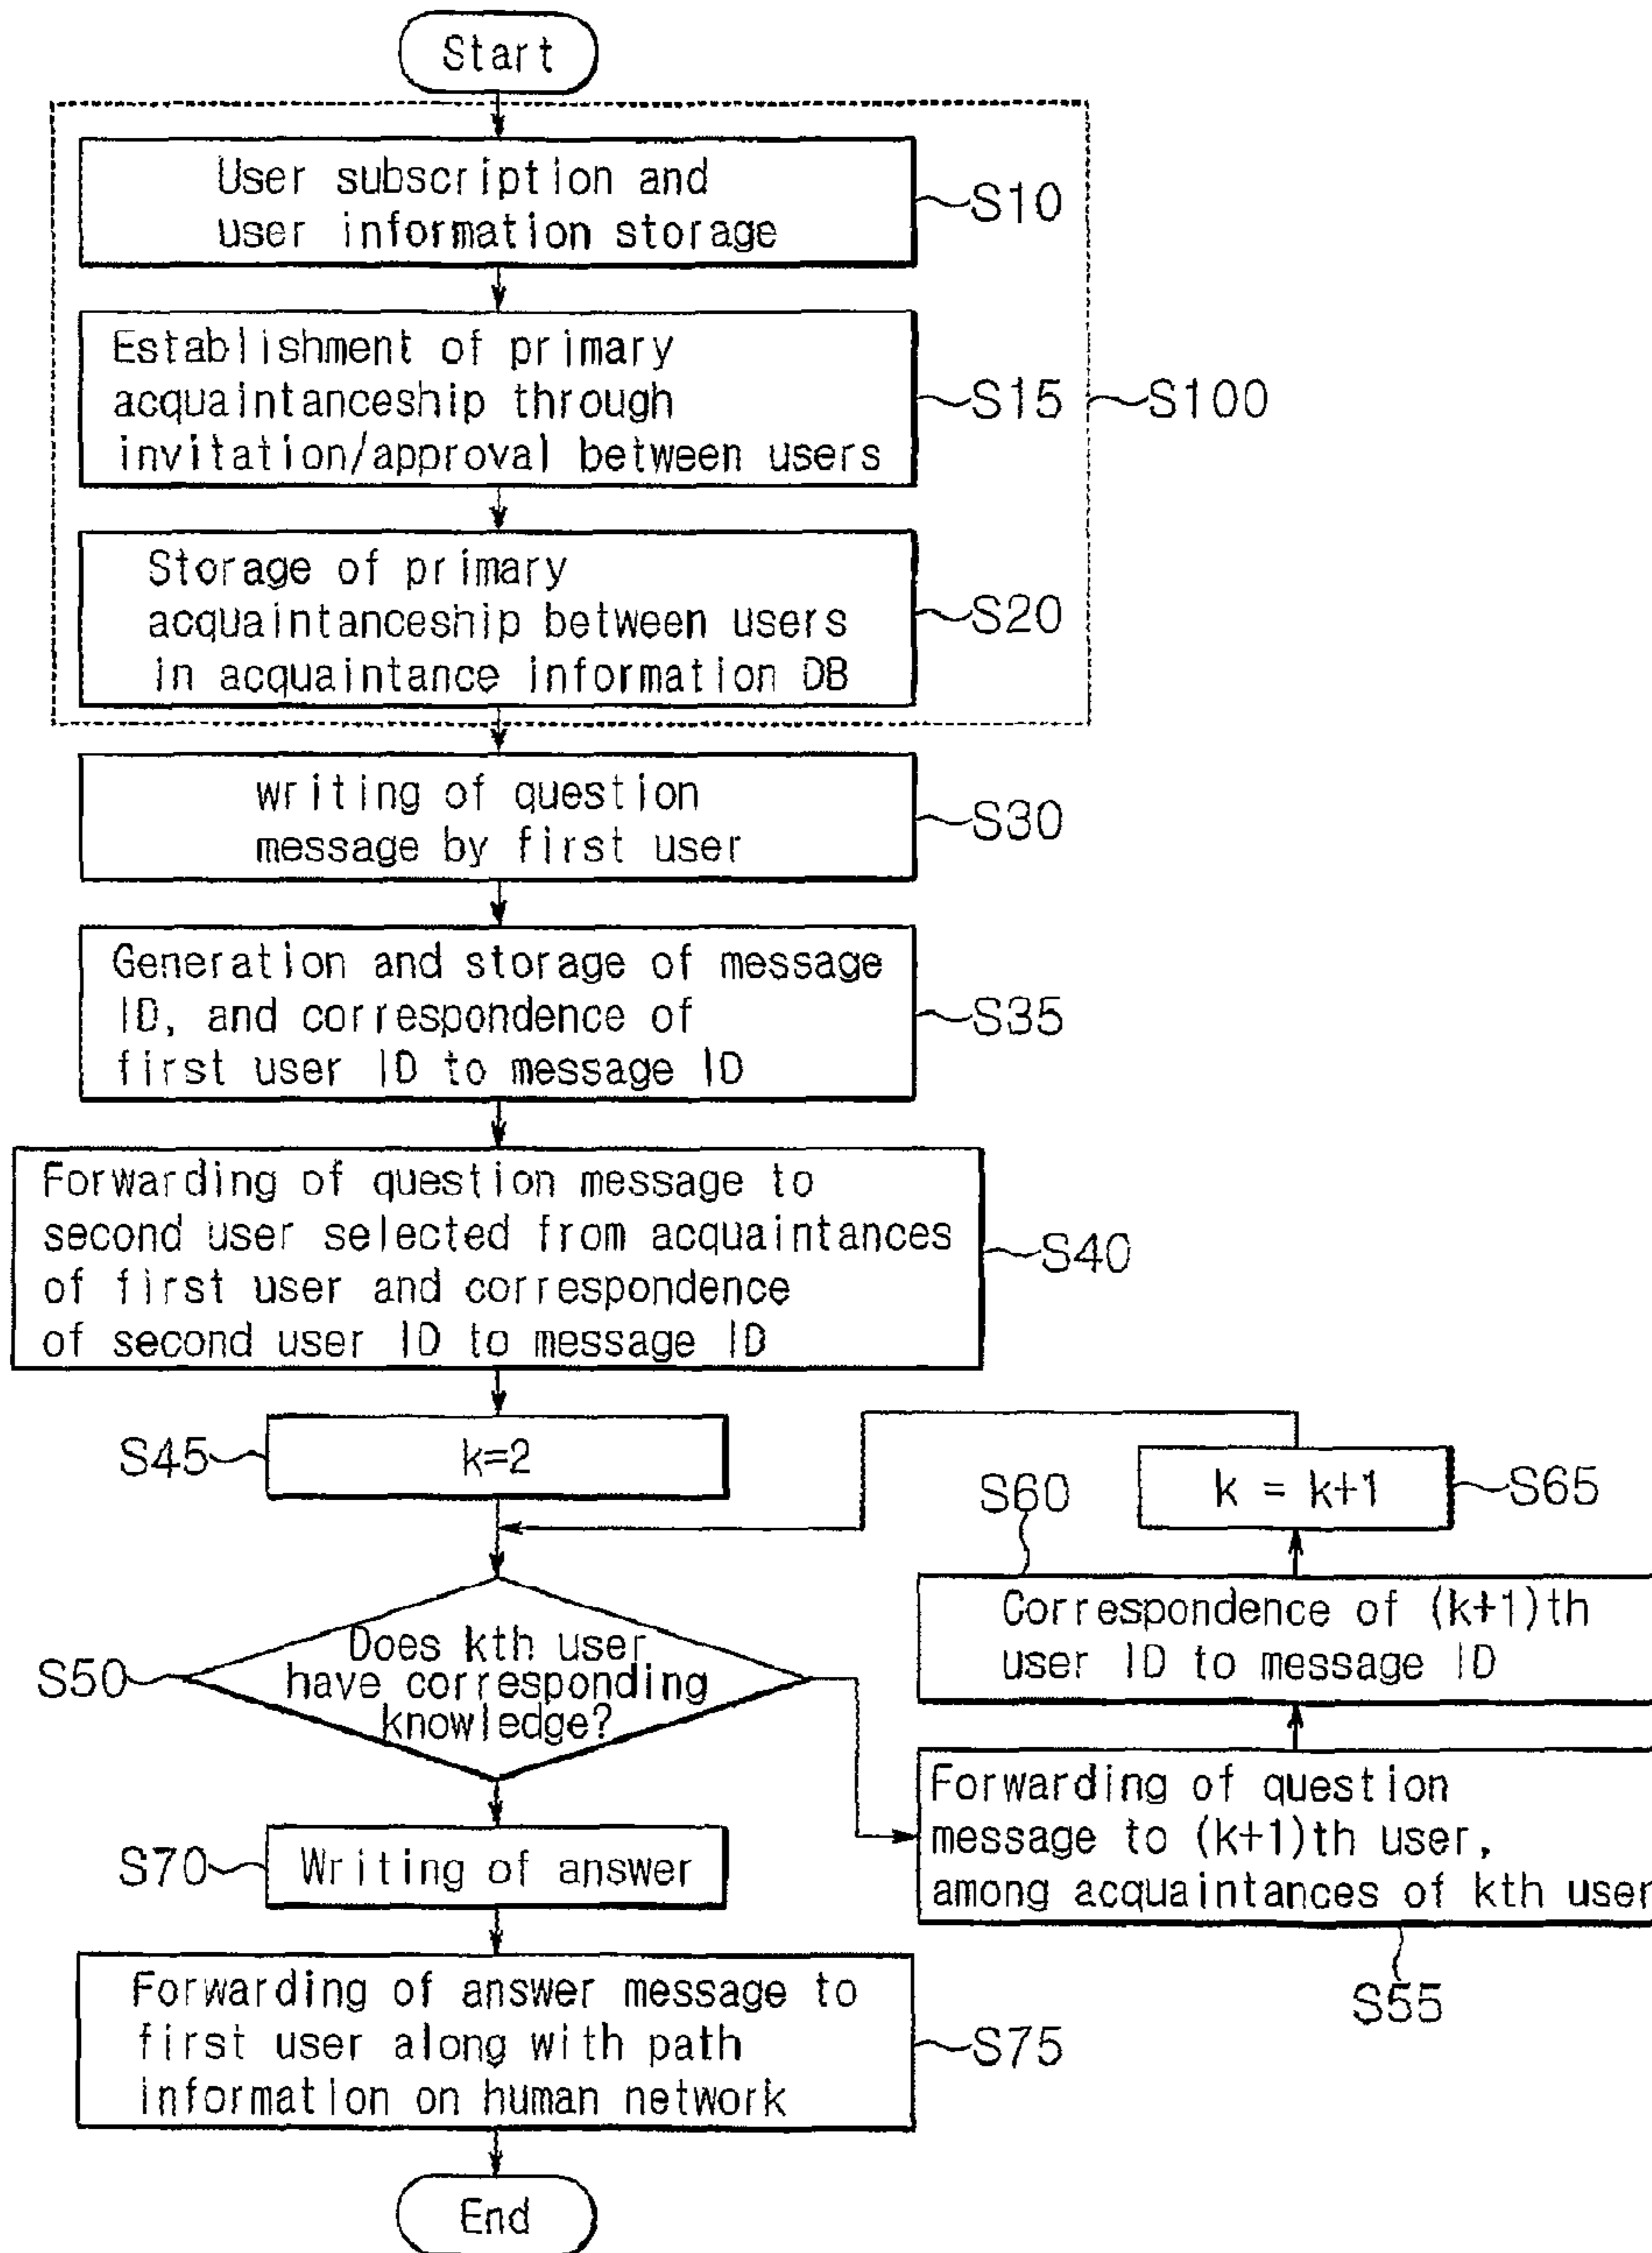 Start
User subscription and
user information storage
S10
Establishment of primary
acquaintanceship through
invitation/approval between users
S15
S100
Storage of primary
acquaintanceship between users
in acquaintance information DB
S20
writing of question
message by first user
S30
Generation and storage of message
ID, and correspondence of
first user ID to message ID
S35
Forwarding of question message to
second user selected from acquaintances
of first user and correspondence
of second user ID to message ID
S40
S45
k=2
S50
Does kth user
have corresponding
knowledge?
S65
k = k+1
S60
Correspondence of (k+1)th
user ID to message ID
Forwarding of question
message to (k+1)th user,
among acquaintances of kth user
S55
S70
Writing of answer
Forwarding of answer message to
first user along with path
information on human network
S75
End